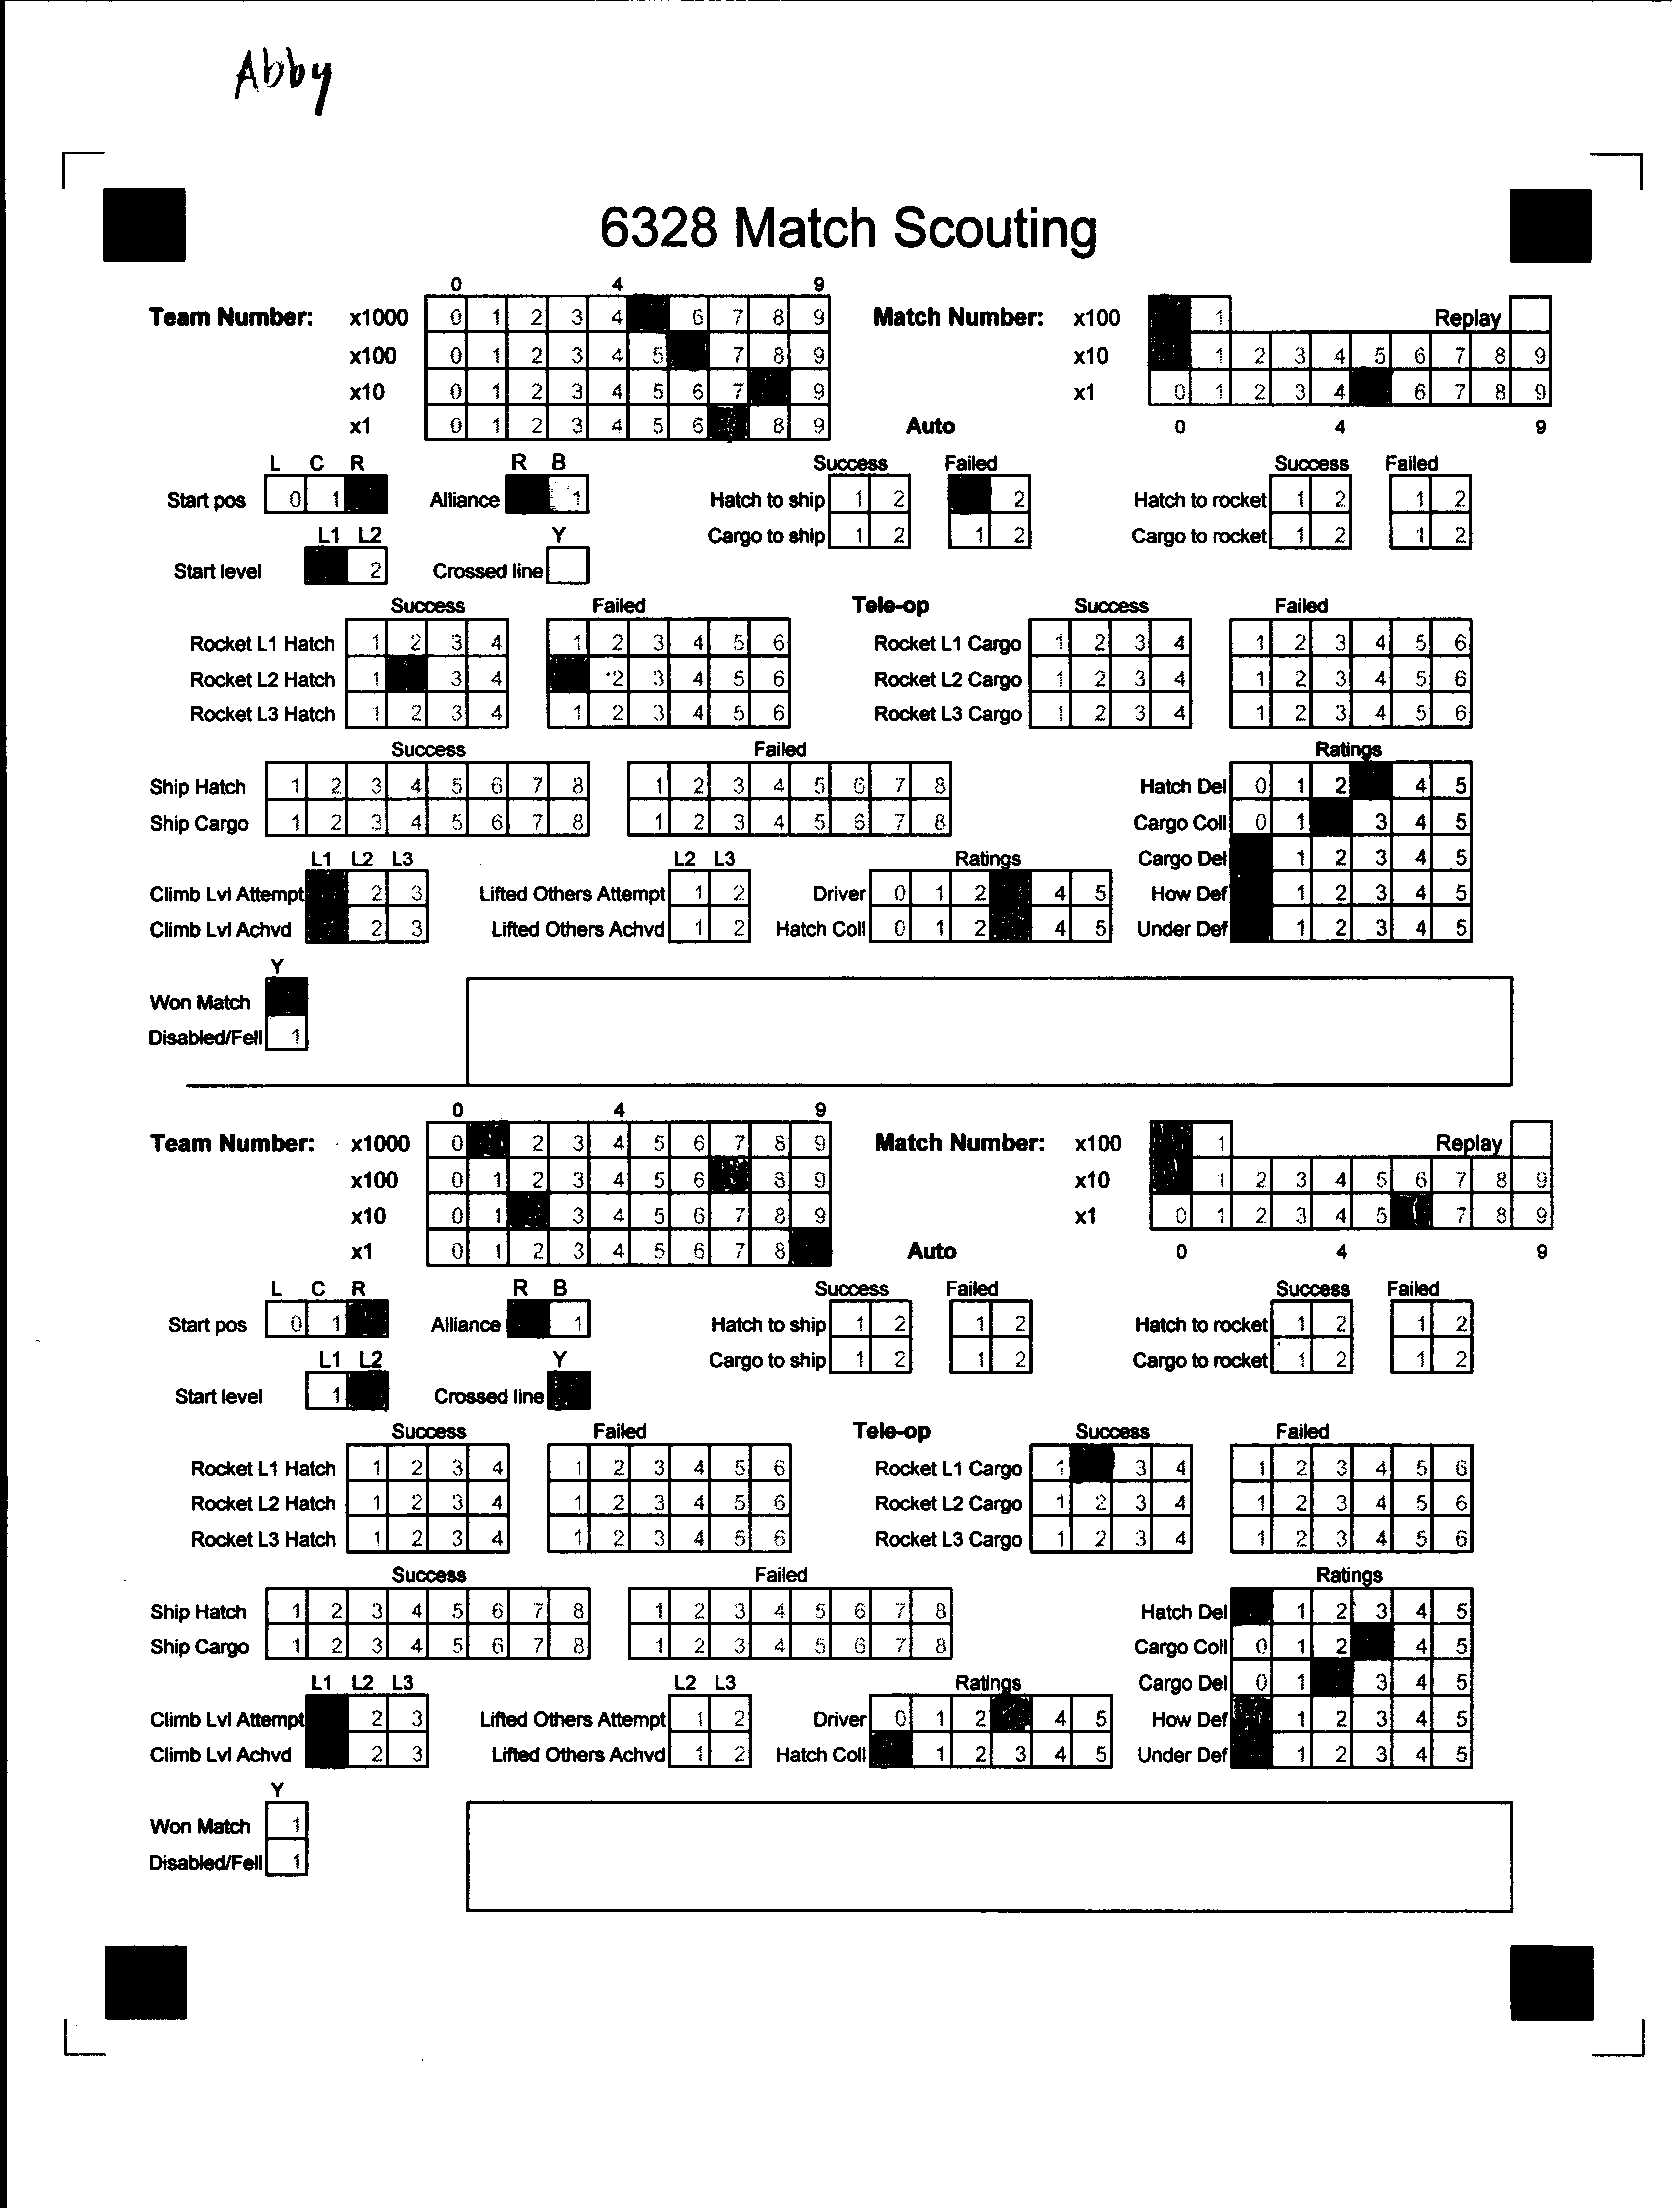 Abby
6328 Match Scouting
0 4 9
Team Number: x1000 0 1 2 3 4 6 7 8 9 Match Number: x100 1 Replay
x100 0 1 2 3 4 5 7 8 9 x10 1 2 3 4 5 6 7 8 9
x10 0 1 2 3 4 5 6 7 9 x1 0 1 2 3 4 6 7 8 9
x1 0 1 2 3 4 5 6 8 9 Auto 0 4 9
L C R R B Success Failed Success Failed
Start pos 0 1 Alliance 1 Hatch to ship 1 2 2 Hatch to rocket 1 2 1 2
L1 L2 Y Cargo to ship 1 2 1 2 Cargo to rocket 1 2 1 2
Start level 2 Crossed line
Success Failed Tele-op Success Failed
Rocket L1 Hatch 1 2 3 4 1 2 3 4 5 6 Rocket L1 Cargo 1 2 3 4 1 2 3 4 5 6
Rocket L2 Hatch 1 3 4 2 3 4 5 6 Rocket L2 Cargo 1 2 3 4 1 2 3 4 5 6
Rocket L3 Hatch 1 2 3 4 1 2 3 4 5 6 Rocket L3 Cargo 1 2 3 4 1 2 3 4 5 6
Success Failed Ratings
Ship Hatch 1 2 3 4 5 6 7 8 1 2 3 4 5 6 7 8 Hatch Del 0 1 2 4 5
Ship Cargo 1 2 3 4 5 6 7 8 1 2 3 4 5 6 7 8 Cargo Coll 0 1 3 4 5
L1 L2 L3 L2 L3 Ratings Cargo Del 1 2 3 4 5
Climb Lvl Attempt 2 3 Lifted Others Attempt 1 2 Driver 0 1 2 4 5 How Def 1 2 3 4 5
Climb Lvl Achvd 2 3 Lifted Others Achvd 1 2 Hatch Coll 0 1 2 4 5 Under Def 1 2 3 4 5
Y
Won Match
Disabled/Fell 1
0 4 9
Team Number: x1000 0 2 3 4 5 6 7 8 9 Match Number: x100 1 Replay
x100 0 1 2 3 4 5 6 8 9 x10 1 2 3 4 5 6 7 8 9
x10 0 1 3 4 5 6 7 8 9 x1 0 1 2 3 4 5 7 8 9
x1 0 1 2 3 4 5 6 7 8 Auto 0 4 9
L C R R B Success Failed Success Failed
Start pos 0 1 Alliance 1 Hatch to ship 1 2 1 2 Hatch to rocket 1 2 1 2
L1 L2 Y Cargo to ship 1 2 1 2 Cargo to rocket 1 2 1 2
Start level 1 Crossed line
Success Failed Tele-op Success Failed
Rocket L1 Hatch 1 2 3 4 1 2 3 4 5 6 Rocket L1 Cargo 1 3 4 1 2 3 4 5 6
Rocket L2 Hatch 1 2 3 4 1 2 3 4 5 6 Rocket L2 Cargo 1 2 3 4 1 2 3 4 5 6
Rocket L3 Hatch 1 2 3 4 1 2 3 4 5 6 Rocket L3 Cargo 1 2 3 4 1 2 3 4 5 6
Success Failed Ratings
Ship Hatch 1 2 3 4 5 6 7 8 1 2 3 4 5 6 7 8 Hatch Del 1 2 3 4 5
Ship Cargo 1 2 3 4 5 6 7 8 1 2 3 4 5 6 7 8 Cargo Coll 0 1 2 4 5
L1 L2 L3 L2 L3 Ratings Cargo Del 0 1 3 4 5
Climb Lvl Attempt 2 3 Lifted Others Attempt 1 2 Driver 0 1 2 4 5 How Def 1 2 3 4 5
Climb Lvl Achvd 2 3 Lifted Others Achvd 1 2 Hatch Coll 1 2 3 4 5 Under Def 1 2 3 4 5
Y
Won Match 1
Disabled/Fell 1